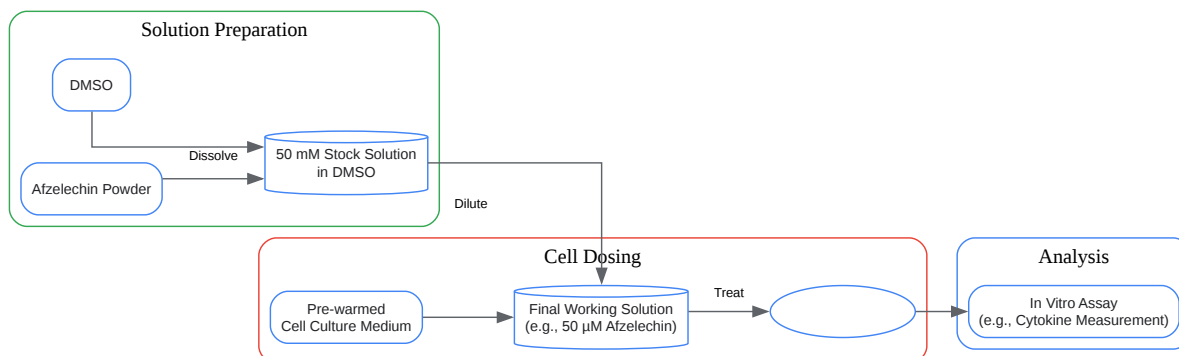 Solution Preparation
DMSO
Dissolve
50 mM Stock Solution
in DMSO
Afzelechin Powder
Dilute
Cell Dosing
Analysis
Pre-warmed
Cell Culture Medium
Final Working Solution
(e.g., 50 µM Afzelechin)
Treat
In Vitro Assay
(e.g., Cytokine Measurement)